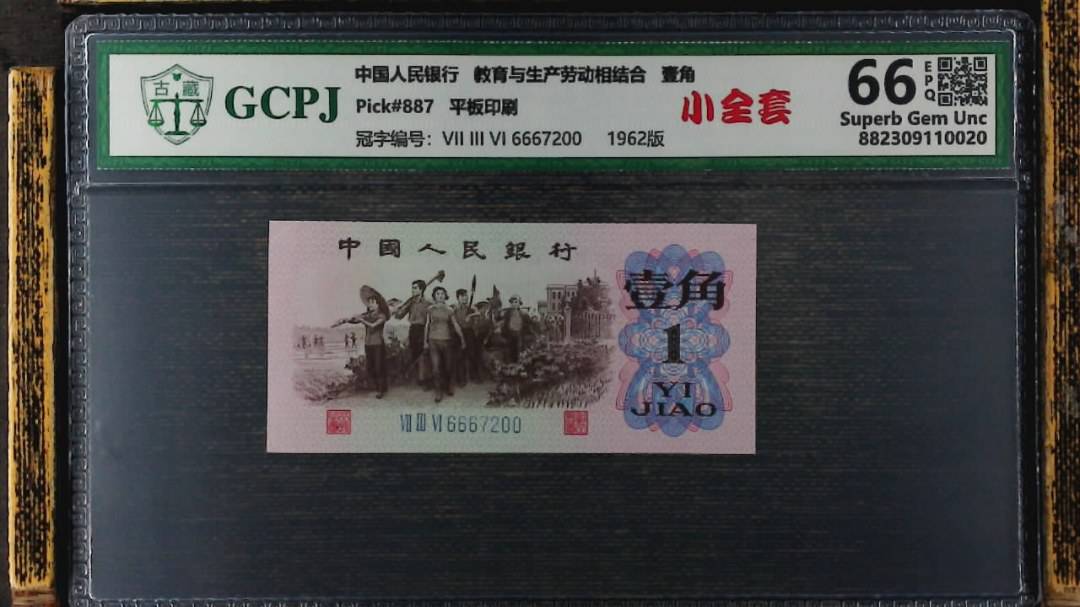 古 藏
GCPJ
中国人民银行 教育与生产劳动相结合 壹角
Pick#887 平板印刷
冠字编号：VII III VI 6667200 1962版
小全套
66 EPQ
Superb Gem Unc
882309110020
中國人民銀行
壹角
1
YI
JIAO
VII III VI 6667200